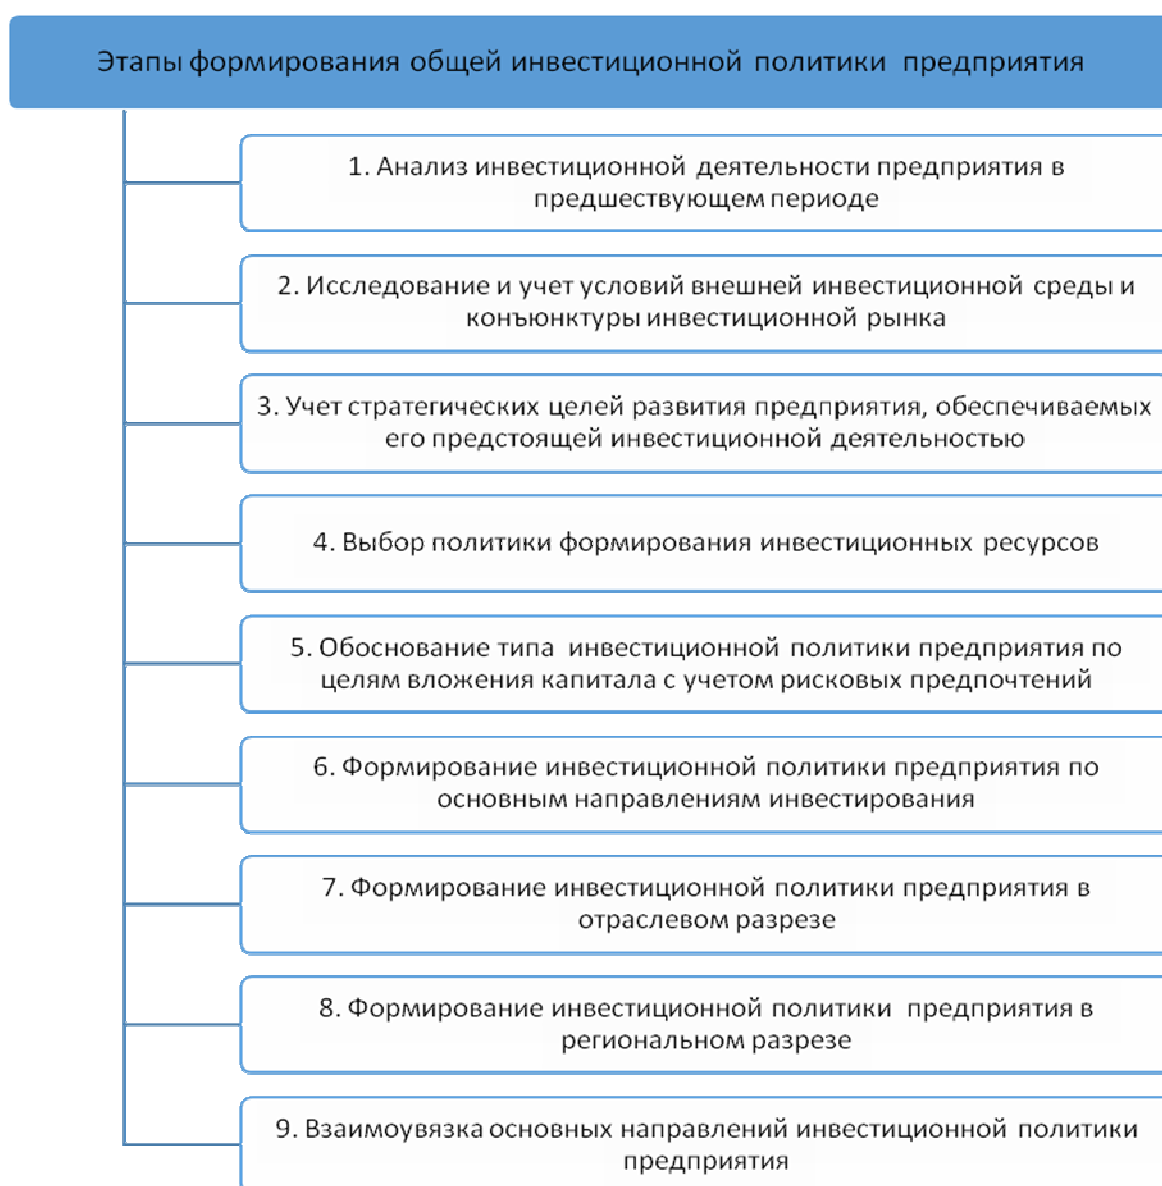 Этапы формирования общей инвестиционной политики предприятия
1. Анализ инвестиционной деятельности предприятия в
предшествующем периоде
2. Исследование и учет условий внешней инвестиционной среды и
конъюнктуры инвестиционной рынка
3. Учет стратегических целей развития предприятия, обеспечиваемых
его предстоящей инвестиционной деятельностью
4. Выбор политики формирования инвестиционных ресурсов
5. Обоснование типа инвестиционной политики предприятия по
целям вложения капитала с учетом рисковых предпочтений
6. Формирование инвестиционной политики предприятия по
основным направлениям инвестирования
7. Формирование инвестиционной политики предприятия в
отраслевом разрезе
8. Формирование инвестиционной политики предприятия в
региональном разрезе
9. Взаимоувязка основных направлений инвестиционной политики
предприятия